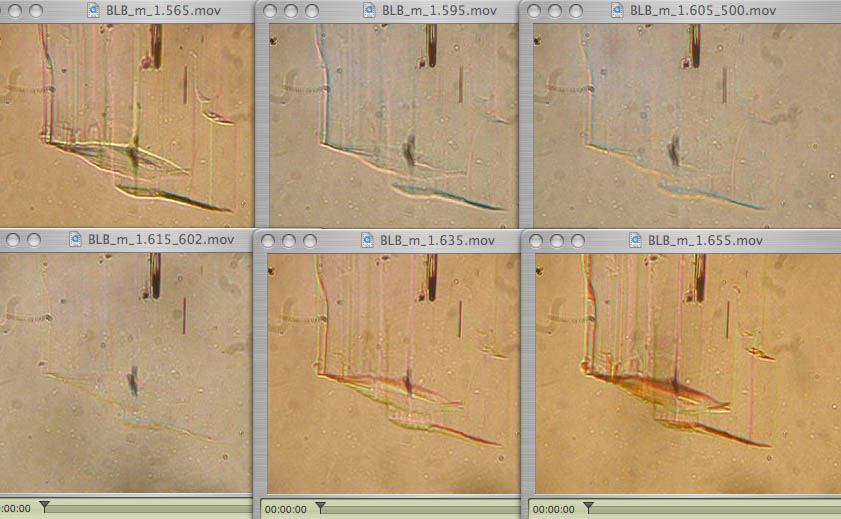 BLB_m_1.565.mov
BLB_m_1.595.mov
BLB_m_1.605_500.mov
BLB_m_1.615_602.mov
BLB_m_1.635.mov
BLB_m_1.655.mov
:00:00
00:00:00
00:00:00